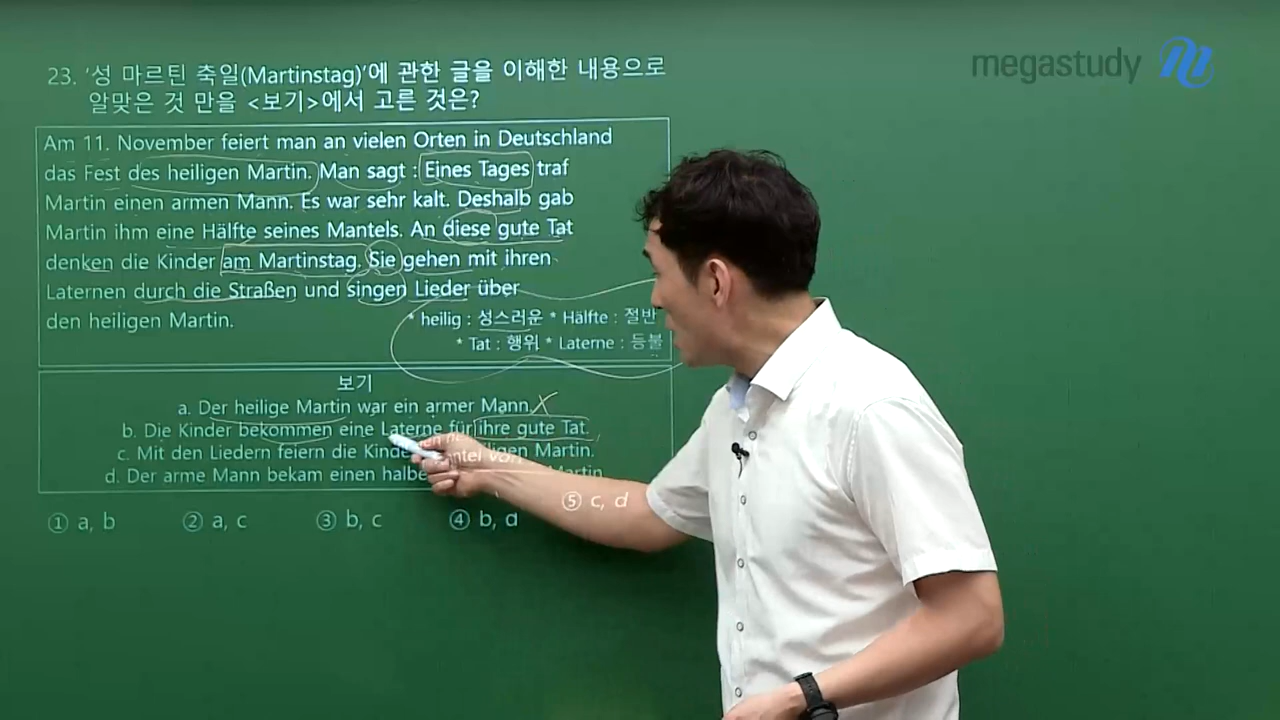 megastudy
23. '성 마르틴 축일(Martinstag)'에 관한 글을 이해한 내용으로
알맞은 것 만을 <보기>에서 고른 것은?
Am 11. November feiert man an vielen Orten in Deutschland
das Fest des heiligen Martin. Man sagt : Eines Tages traf
Martin einen armen Mann. Es war sehr kalt. Deshalb gab
Martin ihm eine Hälfte seines Mantels. An diese gute Tat
denken die Kinder am Martinstag. Sie gehen mit ihren
Laternen durch die Straßen und singen Lieder über
den heiligen Martin.
* heilig : 성스러운 * Hälfte : 절반
* Tat : 행위 * Laterne : 등불
보기
a. Der heilige Martin war ein armer Mann. X
b. Die Kinder bekommen eine Laterne für ihre gute Tat.
c. Mit den Liedern feiern die Kinde ligen Martin.
d. Der arme Mann bekam einen halbe antel von Martin.
① a, b ② a, c ③ b, c ④ b, d ⑤ c, d